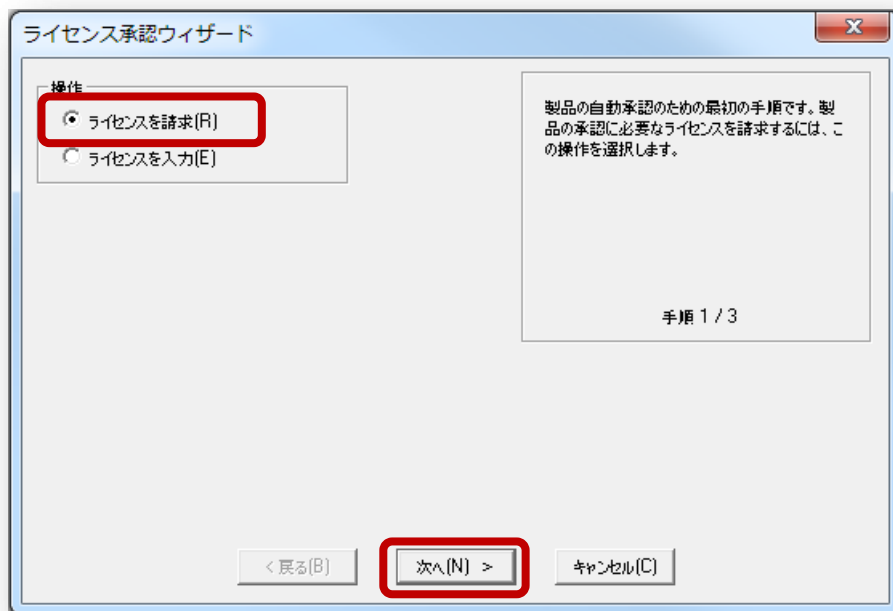 ライセンス承認ウィザード
操作
ライセンスを請求(R)
ライセンスを入力(E)
製品の自動承認のための最初の手順です。製
品の承認に必要なライセンスを請求するには、こ
の操作を選択します。
手順 1 / 3
< 戻る(B)
次へ(N) >
キャンセル(C)